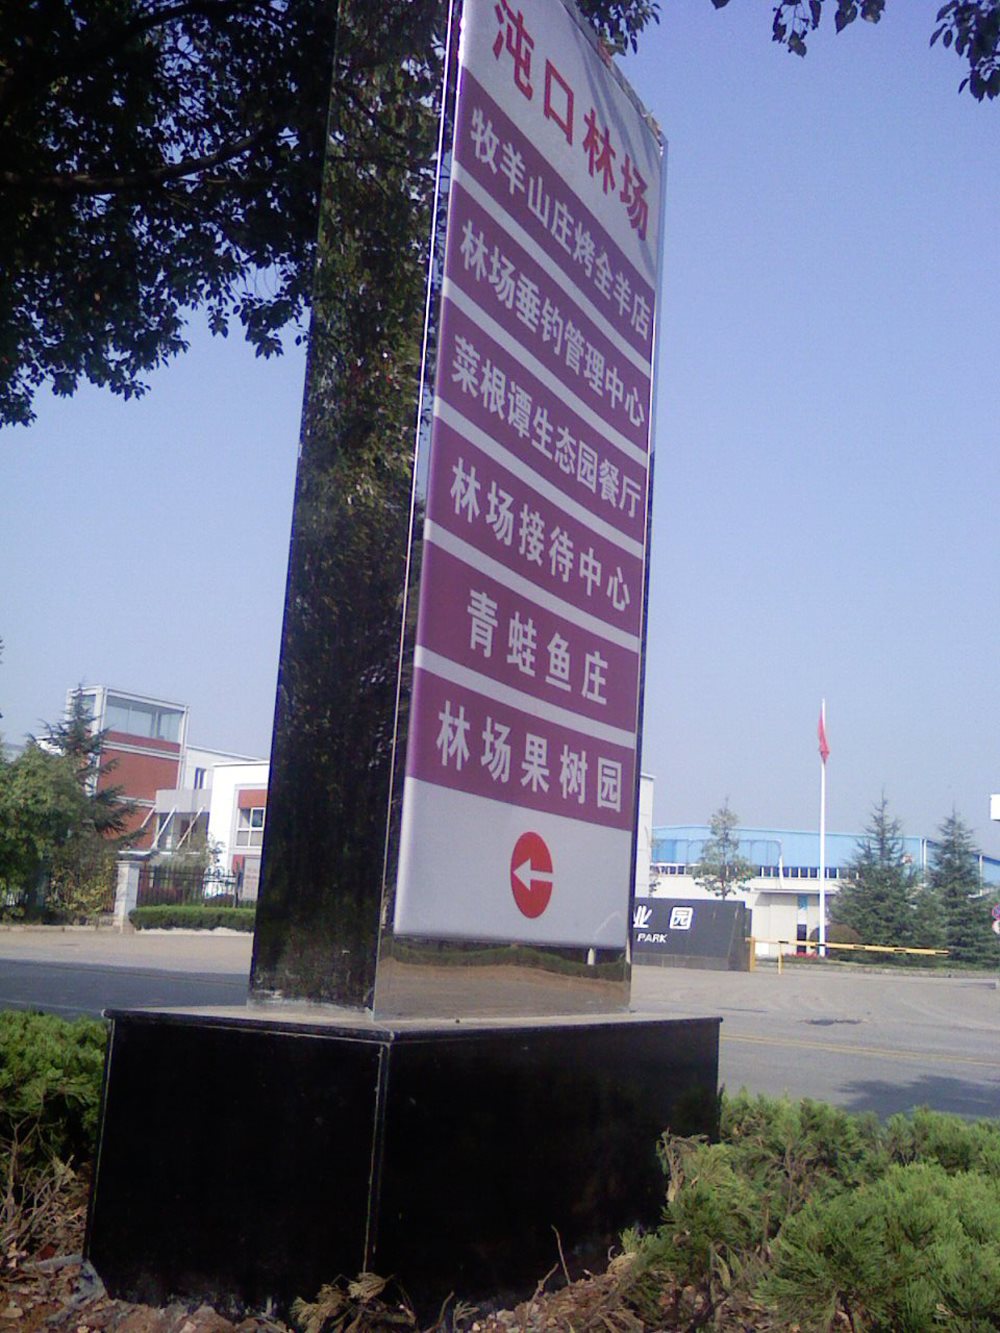 沌口林场
牧羊山庄烤全羊店
林场垂钓管理中心
菜根谭生态园餐厅
林场接待中心
青蛙鱼庄
林场果树园
业园
PARK